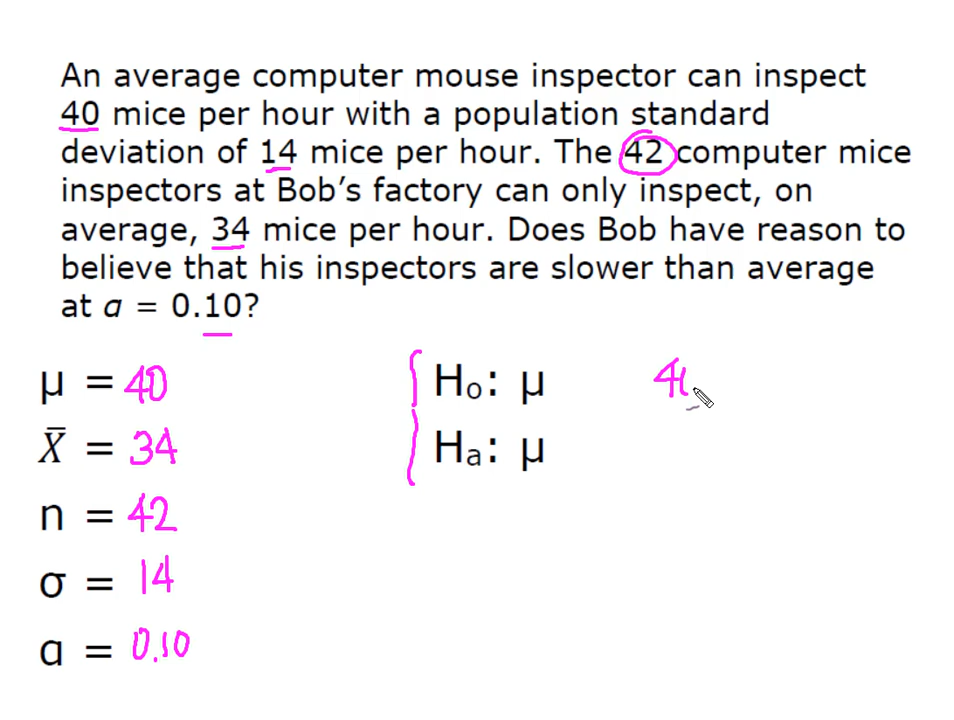 An average computer mouse inspector can inspect
40 mice per hour with a population standard
deviation of 14 mice per hour. The 42 computer mice
inspectors at Bob’s factory can only inspect, on
average, 34 mice per hour. Does Bob have reason to
believe that his inspectors are slower than average
at a = 0.10?
μ = 40
X̄ = 34
n = 42
σ = 14
α = 0.10
H₀: μ
Hₐ: μ